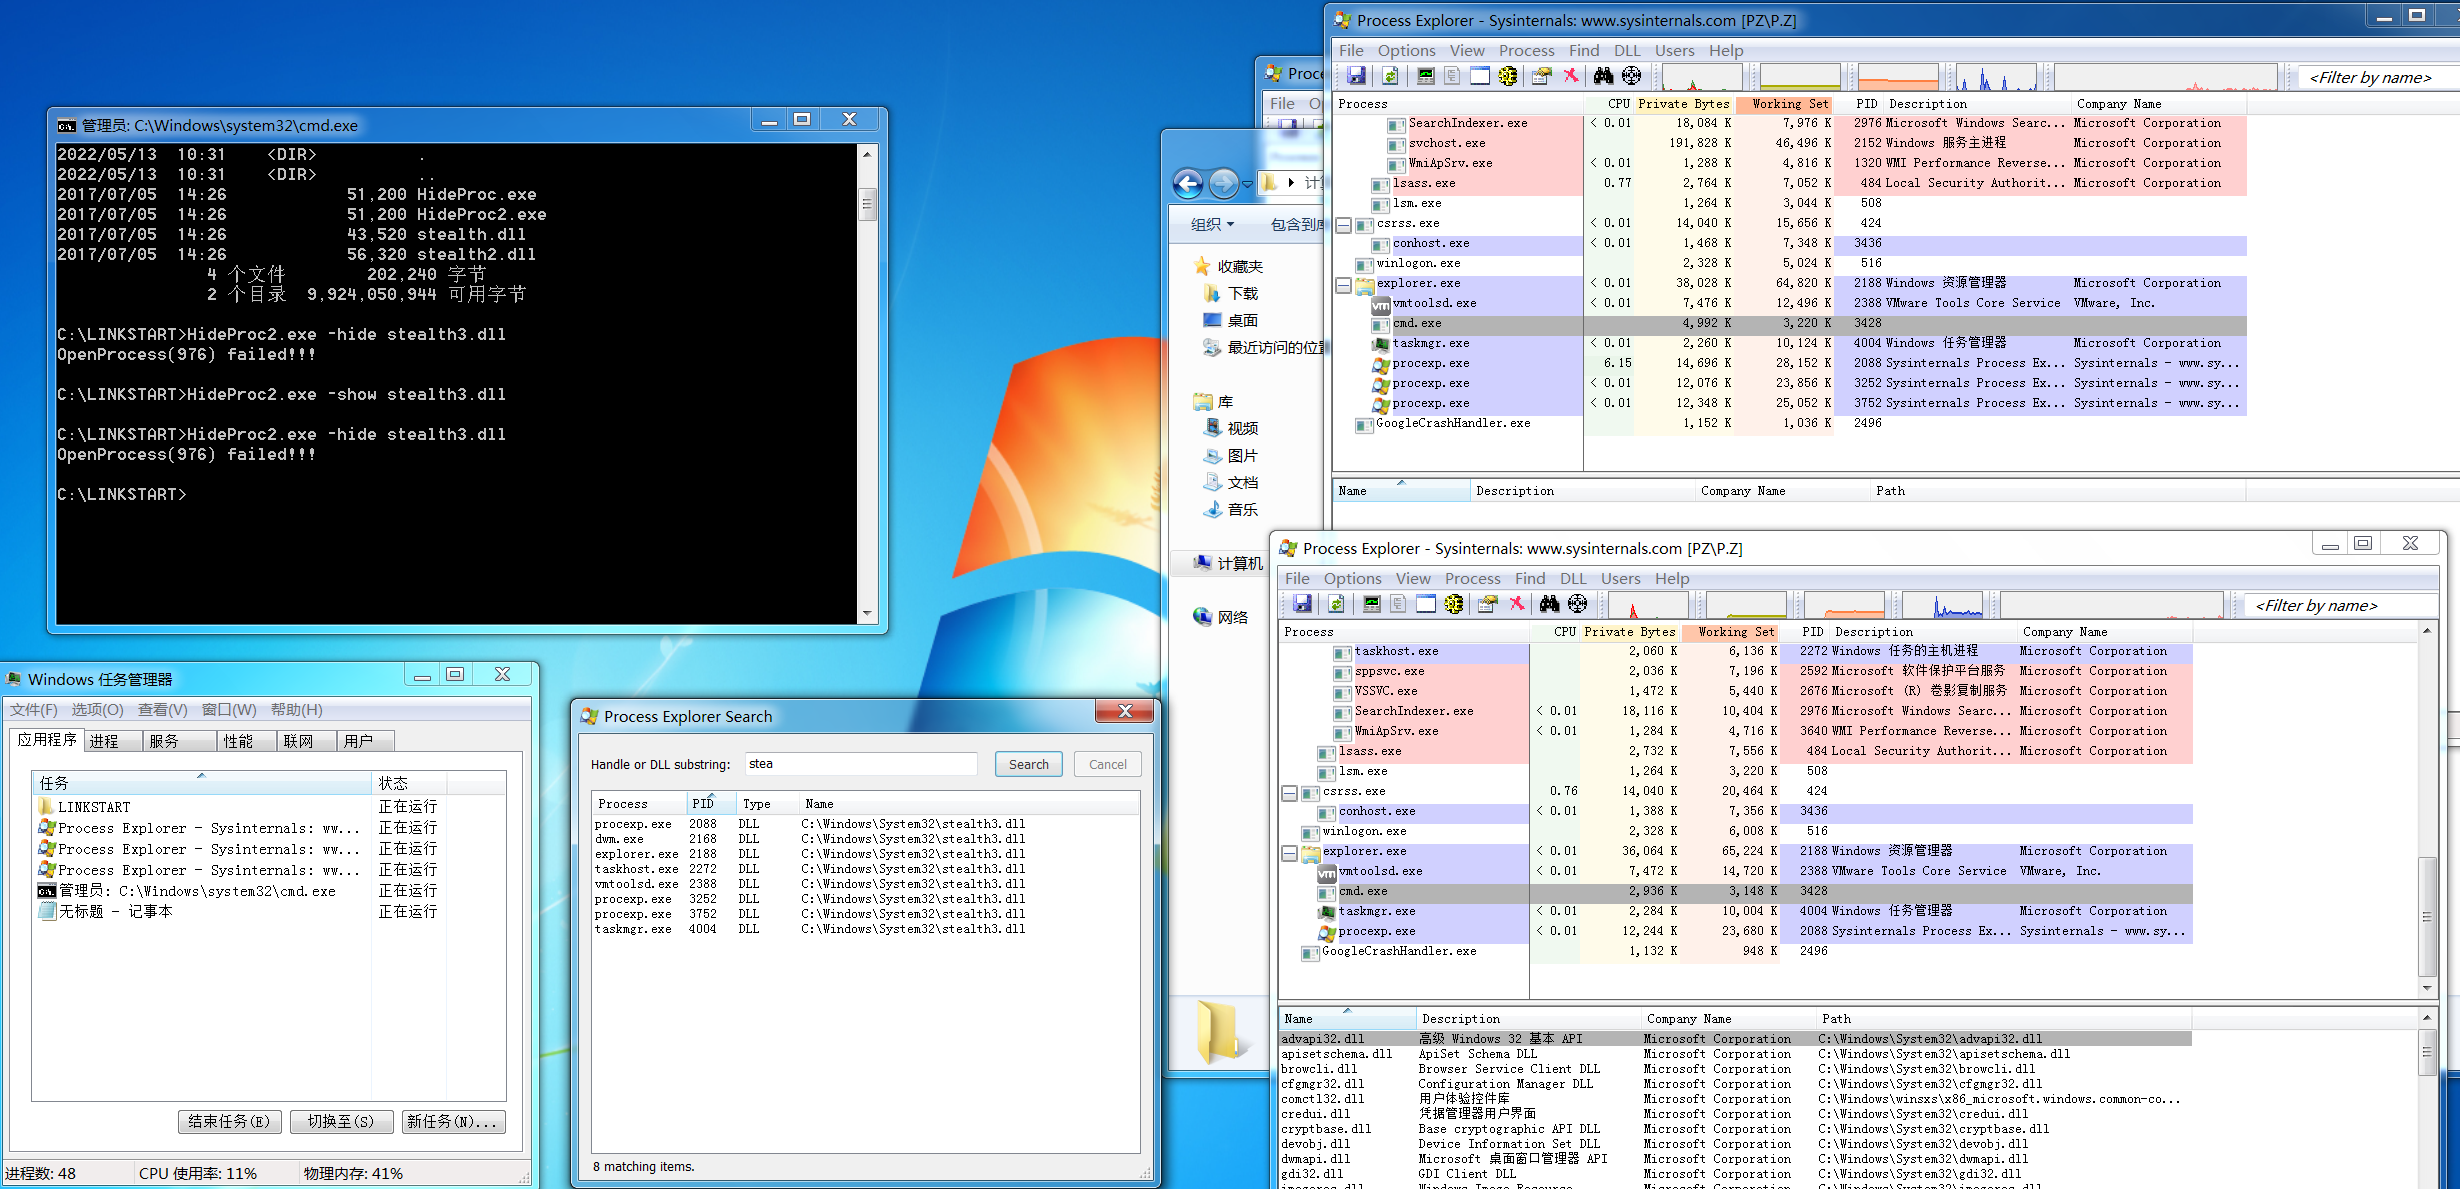 管理员: C:\Windows\system32\cmd.exe
2022/05/13 10:31 <DIR> .
2022/05/13 10:31 <DIR> ..
2017/07/05 14:26 51,200 HideProc.exe
2017/07/05 14:26 51,200 HideProc2.exe
2017/07/05 14:26 43,520 stealth.dll
2017/07/05 14:26 56,320 stealth2.dll
4 个文件 202,240 字节
2 个目录 9,924,050,944 可用字节
C:\LINKSTART>HideProc2.exe -hide stealth3.dll
OpenProcess(976) failed!!!
C:\LINKSTART>HideProc2.exe -show stealth3.dll
C:\LINKSTART>HideProc2.exe -hide stealth3.dll
OpenProcess(976) failed!!!
C:\LINKSTART>
Windows 任务管理器
文件(F) 选项(O) 查看(V) 窗口(W) 帮助(H)
应用程序 进程 服务 性能 联网 用户
任务 状态
LINKSTART 正在运行
Process Explorer - Sysinternals: ww... 正在运行
Process Explorer - Sysinternals: ww... 正在运行
Process Explorer - Sysinternals: ww... 正在运行
管理员: C:\Windows\system32\cmd.exe 正在运行
无标题 - 记事本 正在运行
结束任务(E) 切换至(S) 新任务(N)...
进程数: 48 CPU 使用率: 11% 物理内存: 41%
Process Explorer Search
Handle or DLL substring: stea Search Cancel
Process PID Type Name
procexp.exe 2088 DLL C:\Windows\System32\stealth3.dll
dwm.exe 2168 DLL C:\Windows\System32\stealth3.dll
explorer.exe 2188 DLL C:\Windows\System32\stealth3.dll
taskhost.exe 2272 DLL C:\Windows\System32\stealth3.dll
vmtoolsd.exe 2388 DLL C:\Windows\System32\stealth3.dll
procexp.exe 3252 DLL C:\Windows\System32\stealth3.dll
procexp.exe 3752 DLL C:\Windows\System32\stealth3.dll
taskmgr.exe 4004 DLL C:\Windows\System32\stealth3.dll
8 matching items.
Proce
File O
计算
组织 包含到库
收藏夹
下载
桌面
最近访问的位置
库
视频
图片
文档
音乐
计算机
网络
Process Explorer - Sysinternals: www.sysinternals.com [PZ\P.Z]
File Options View Process Find DLL Users Help
<Filter by name>
Process CPU Private Bytes Working Set PID Description Company Name
SearchIndexer.exe < 0.01 18,084 K 7,976 K 2976 Microsoft Windows Searc... Microsoft Corporation
svchost.exe 191,828 K 46,496 K 2152 Windows 服务主进程 Microsoft Corporation
WmiApSrv.exe < 0.01 1,288 K 4,816 K 1320 WMI Performance Reverse... Microsoft Corporation
lsass.exe 0.77 2,764 K 7,052 K 484 Local Security Authorit... Microsoft Corporation
lsm.exe 1,264 K 3,044 K 508
csrss.exe < 0.01 14,040 K 15,656 K 424
conhost.exe < 0.01 1,468 K 7,348 K 3436
winlogon.exe 2,328 K 5,024 K 516
explorer.exe < 0.01 38,028 K 64,820 K 2188 Windows 资源管理器 Microsoft Corporation
vmtoolsd.exe < 0.01 7,476 K 12,496 K 2388 VMware Tools Core Service VMware, Inc.
cmd.exe 4,992 K 3,220 K 3428
taskmgr.exe < 0.01 2,260 K 10,124 K 4004 Windows 任务管理器 Microsoft Corporation
procexp.exe 6.15 14,696 K 28,152 K 2088 Sysinternals Process Ex... Sysinternals - www.sy...
procexp.exe < 0.01 12,076 K 23,856 K 3252 Sysinternals Process Ex... Sysinternals - www.sy...
procexp.exe < 0.01 12,348 K 25,052 K 3752 Sysinternals Process Ex... Sysinternals - www.sy...
GoogleCrashHandler.exe 1,152 K 1,036 K 2496
Name Description Company Name Path
Process Explorer - Sysinternals: www.sysinternals.com [PZ\P.Z]
File Options View Process Find DLL Users Help
<Filter by name>
Process CPU Private Bytes Working Set PID Description Company Name
taskhost.exe 2,060 K 6,136 K 2272 Windows 任务的主机进程 Microsoft Corporation
sppsvc.exe 2,036 K 7,196 K 2592 Microsoft 软件保护平台服务 Microsoft Corporation
VSSVC.exe 1,472 K 5,440 K 2676 Microsoft (R) 卷影复制服务 Microsoft Corporation
SearchIndexer.exe < 0.01 18,116 K 10,404 K 2976 Microsoft Windows Searc... Microsoft Corporation
WmiApSrv.exe < 0.01 1,284 K 4,716 K 3640 WMI Performance Reverse... Microsoft Corporation
lsass.exe 2,732 K 7,556 K 484 Local Security Authorit... Microsoft Corporation
lsm.exe 1,264 K 3,220 K 508
csrss.exe 0.76 14,040 K 20,464 K 424
conhost.exe < 0.01 1,388 K 7,356 K 3436
winlogon.exe 2,328 K 6,008 K 516
explorer.exe < 0.01 36,064 K 65,224 K 2188 Windows 资源管理器 Microsoft Corporation
vmtoolsd.exe < 0.01 7,472 K 14,720 K 2388 VMware Tools Core Service VMware, Inc.
cmd.exe 2,936 K 3,148 K 3428
taskmgr.exe < 0.01 2,284 K 10,004 K 4004 Windows 任务管理器 Microsoft Corporation
procexp.exe < 0.01 12,244 K 23,680 K 2088 Sysinternals Process Ex... Sysinternals - www.sy...
GoogleCrashHandler.exe 1,132 K 948 K 2496
Name Description Company Name Path
advapi32.dll 高级 Windows 32 基本 API Microsoft Corporation C:\Windows\System32\advapi32.dll
apisetschema.dll ApiSet Schema DLL Microsoft Corporation C:\Windows\System32\apisetschema.dll
browcli.dll Browser Service Client DLL Microsoft Corporation C:\Windows\System32\browcli.dll
cfgmgr32.dll Configuration Manager DLL Microsoft Corporation C:\Windows\System32\cfgmgr32.dll
comctl32.dll 用户体验控件库 Microsoft Corporation C:\Windows\winsxs\x86_microsoft.windows.common-co...
credui.dll 凭据管理器用户界面 Microsoft Corporation C:\Windows\System32\credui.dll
cryptbase.dll Base cryptographic API DLL Microsoft Corporation C:\Windows\System32\cryptbase.dll
devobj.dll Device Information Set DLL Microsoft Corporation C:\Windows\System32\devobj.dll
dwmapi.dll Microsoft 桌面窗口管理器 API Microsoft Corporation C:\Windows\System32\dwmapi.dll
gdi32.dll GDI Client DLL Microsoft Corporation C:\Windows\System32\gdi32.dll